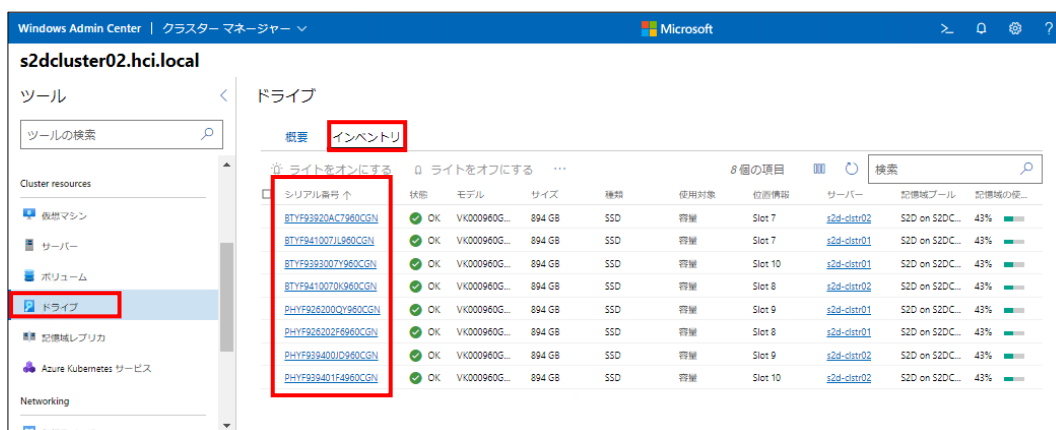 Windows Admin Center | クラスター マネージャー
Microsoft
?
s2dcluster02.hci.local
ツール
ツールの検索
Cluster resources
仮想マシン
サーバー
ボリューム
ドライブ
記憶域レプリカ
Azure Kubernetes サービス
Networking
ドライブ
概要 インベントリ
ライトをオンにする ライトをオフにする ··· 8 個の項目 検索
シリアル番号 ↑ 状態 モデル サイズ 種類 使用対象 位置情報 サーバー 記憶域プール 記憶域の使...
BTYF93920AC7960CGN OK VK000960G... 894 GB SSD 容量 Slot 7 s2d-clstr02 S2D on S2DC... 43%
BTYF941007JL960CGN OK VK000960G... 894 GB SSD 容量 Slot 7 s2d-clstr01 S2D on S2DC... 43%
BTYF9393007Y960CGN OK VK000960G... 894 GB SSD 容量 Slot 10 s2d-clstr01 S2D on S2DC... 43%
BTYF9410070K960CGN OK VK000960G... 894 GB SSD 容量 Slot 8 s2d-clstr02 S2D on S2DC... 43%
PHYF926200QY960CGN OK VK000960G... 894 GB SSD 容量 Slot 9 s2d-clstr01 S2D on S2DC... 43%
PHYF926202F6960CGN OK VK000960G... 894 GB SSD 容量 Slot 8 s2d-clstr01 S2D on S2DC... 43%
PHYF939400JD960CGN OK VK000960G... 894 GB SSD 容量 Slot 9 s2d-clstr02 S2D on S2DC... 43%
PHYF939401F4960CGN OK VK000960G... 894 GB SSD 容量 Slot 10 s2d-clstr02 S2D on S2DC... 43%